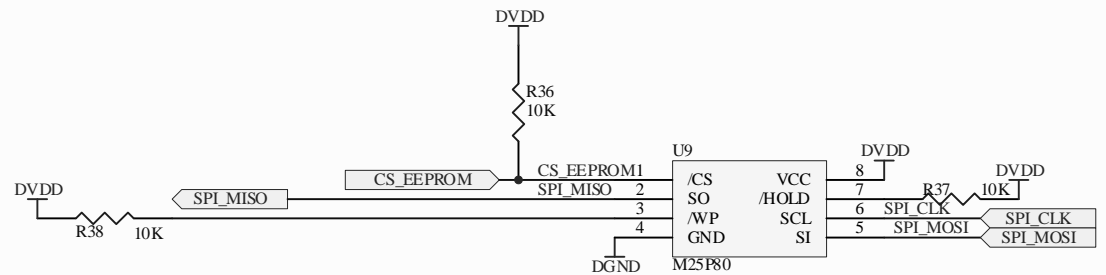 DVDD
R36
10K
U9
DVDD
CS_EEPROM
CS_EEPROM1
/CS
VCC
8
DVDD
DVDD
SPI_MISO
SPI_MISO
2
SO
/HOLD
7
R37
10K
R38
10K
3
/WP
SCL
6
SPI_CLK
SPI_CLK
4
GND
SI
5
SPI_MOSI
SPI_MOSI
DGND
M25P80